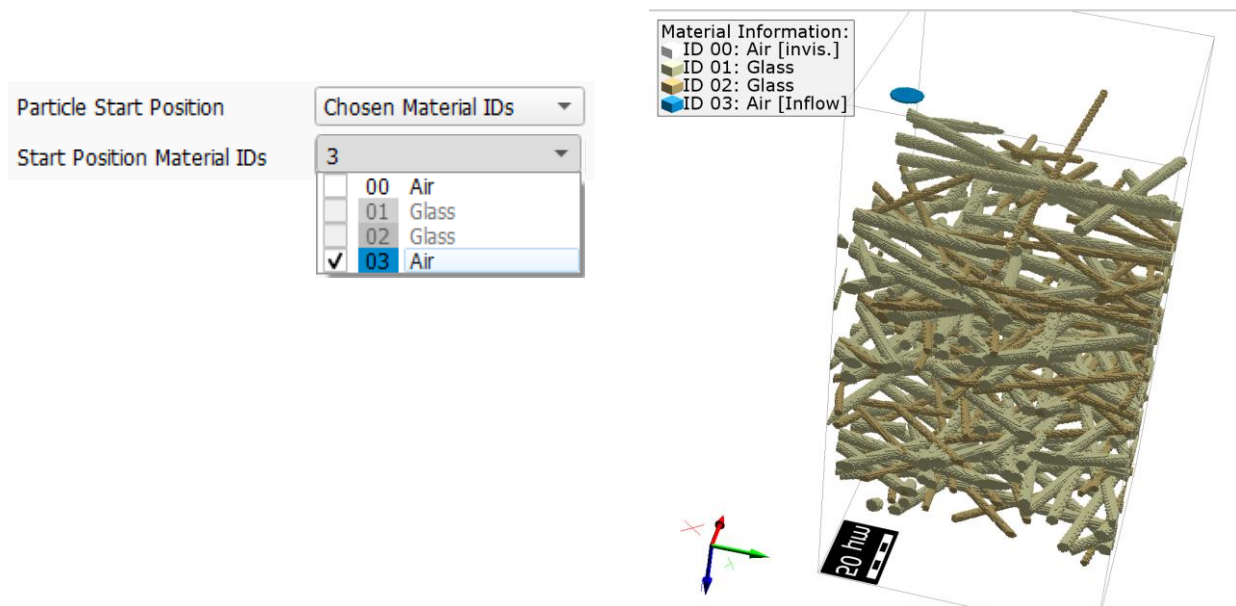 Particle Start Position Chosen Material IDs
Start Position Material IDs 3
00 Air
01 Glass
02 Glass
03 Air
Material Information:
ID 00: Air [invis.]
ID 01: Glass
ID 02: Glass
ID 03: Air [Inflow]
X
Y
20 µm